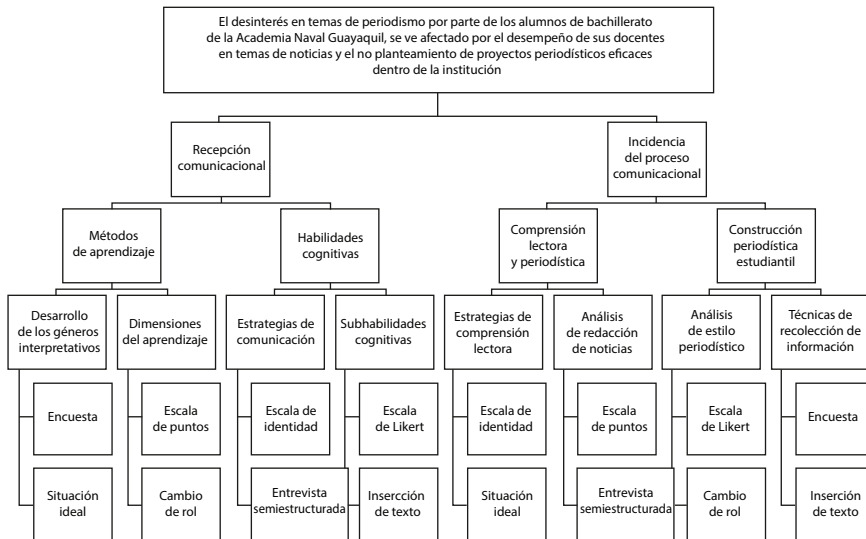 El desinterés en temas de periodismo por parte de los alumnos de bachillerato
de la Academia Naval Guayaquil, se ve afectado por el desempeño de sus docentes
en temas de noticias y el no planteamiento de proyectos periodísticos eficaces
dentro de la institución
Recepción
comunicacional
Incidencia
del proceso
comunicacional
Métodos
de aprendizaje
Habilidades
cognitivas
Comprensión
lectora
y periodística
Construcción
periodística
estudiantil
Desarrollo
de los géneros
interpretativos
Dimensiones
del aprendizaje
Estrategias de
comunicación
Subhabilidades
cognitivas
Estrategias de
comprensión
lectora
Análisis
de redacción
de noticias
Análisis
de estilo
periodístico
Técnicas de
recolección de
información
Encuesta
Escala
de puntos
Escala de
identidad
Escala
de Likert
Escala de
identidad
Escala
de puntos
Escala
de Likert
Encuesta
Situación
ideal
Cambio
de rol
Entrevista
semiestructurada
Insercción
de texto
Situación
ideal
Entrevista
semiestructurada
Cambio
de rol
Inserción
de texto